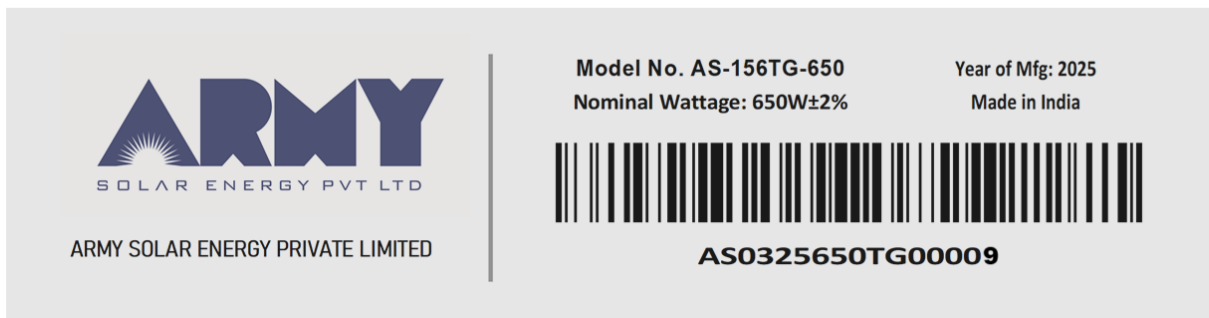 ARMY
SOLAR ENERGY PVT LTD
ARMY SOLAR ENERGY PRIVATE LIMITED
Model No. AS-156TG-650
Nominal Wattage: 650W±2%
Year of Mfg: 2025
Made in India
AS0325650TG00009